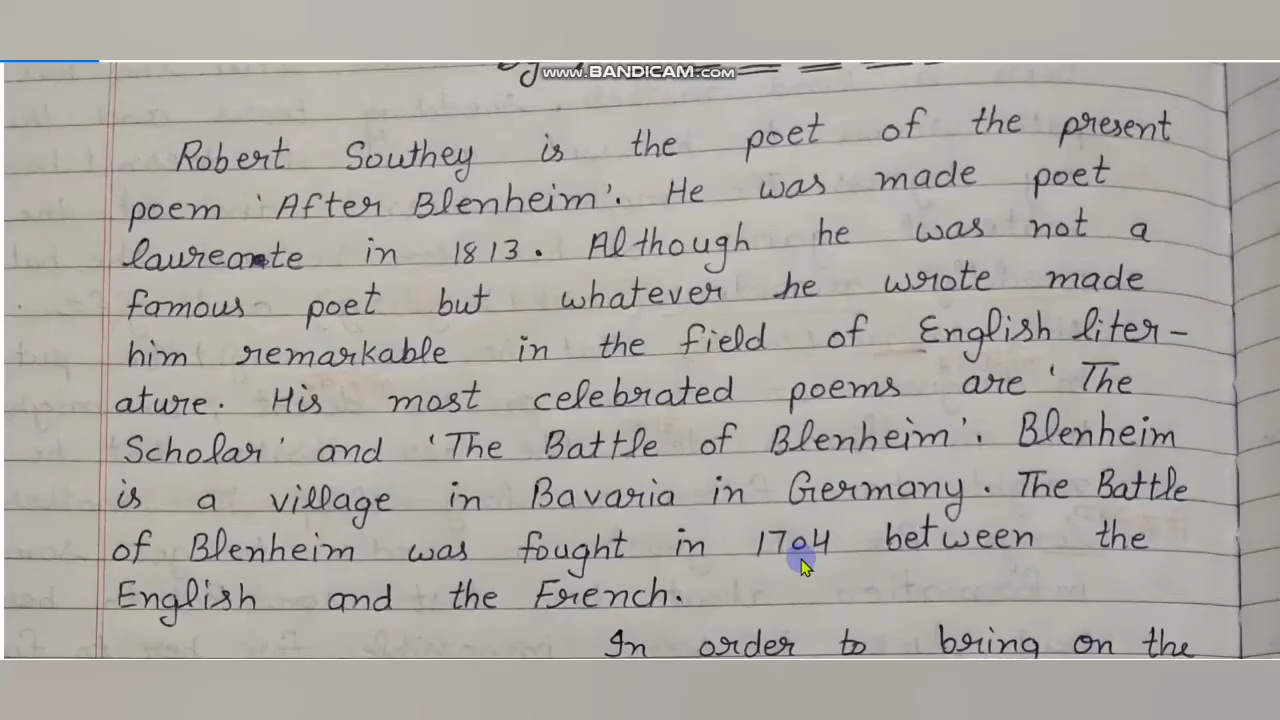 www.BANDICAM.com
Robert Southey is the poet of the present
poem 'After Blenheim'. He was made poet
laureate in 1813. Although he was not a
famous poet but whatever he wrote made
him remarkable in the field of English liter-
ature. His most celebrated poems are 'The
Scholar' and 'The Battle of Blenheim'. Blenheim
is a village in Bavaria in Germany. The Battle
of Blenheim was fought in 1704 between the
English and the French.
In order to bring on the